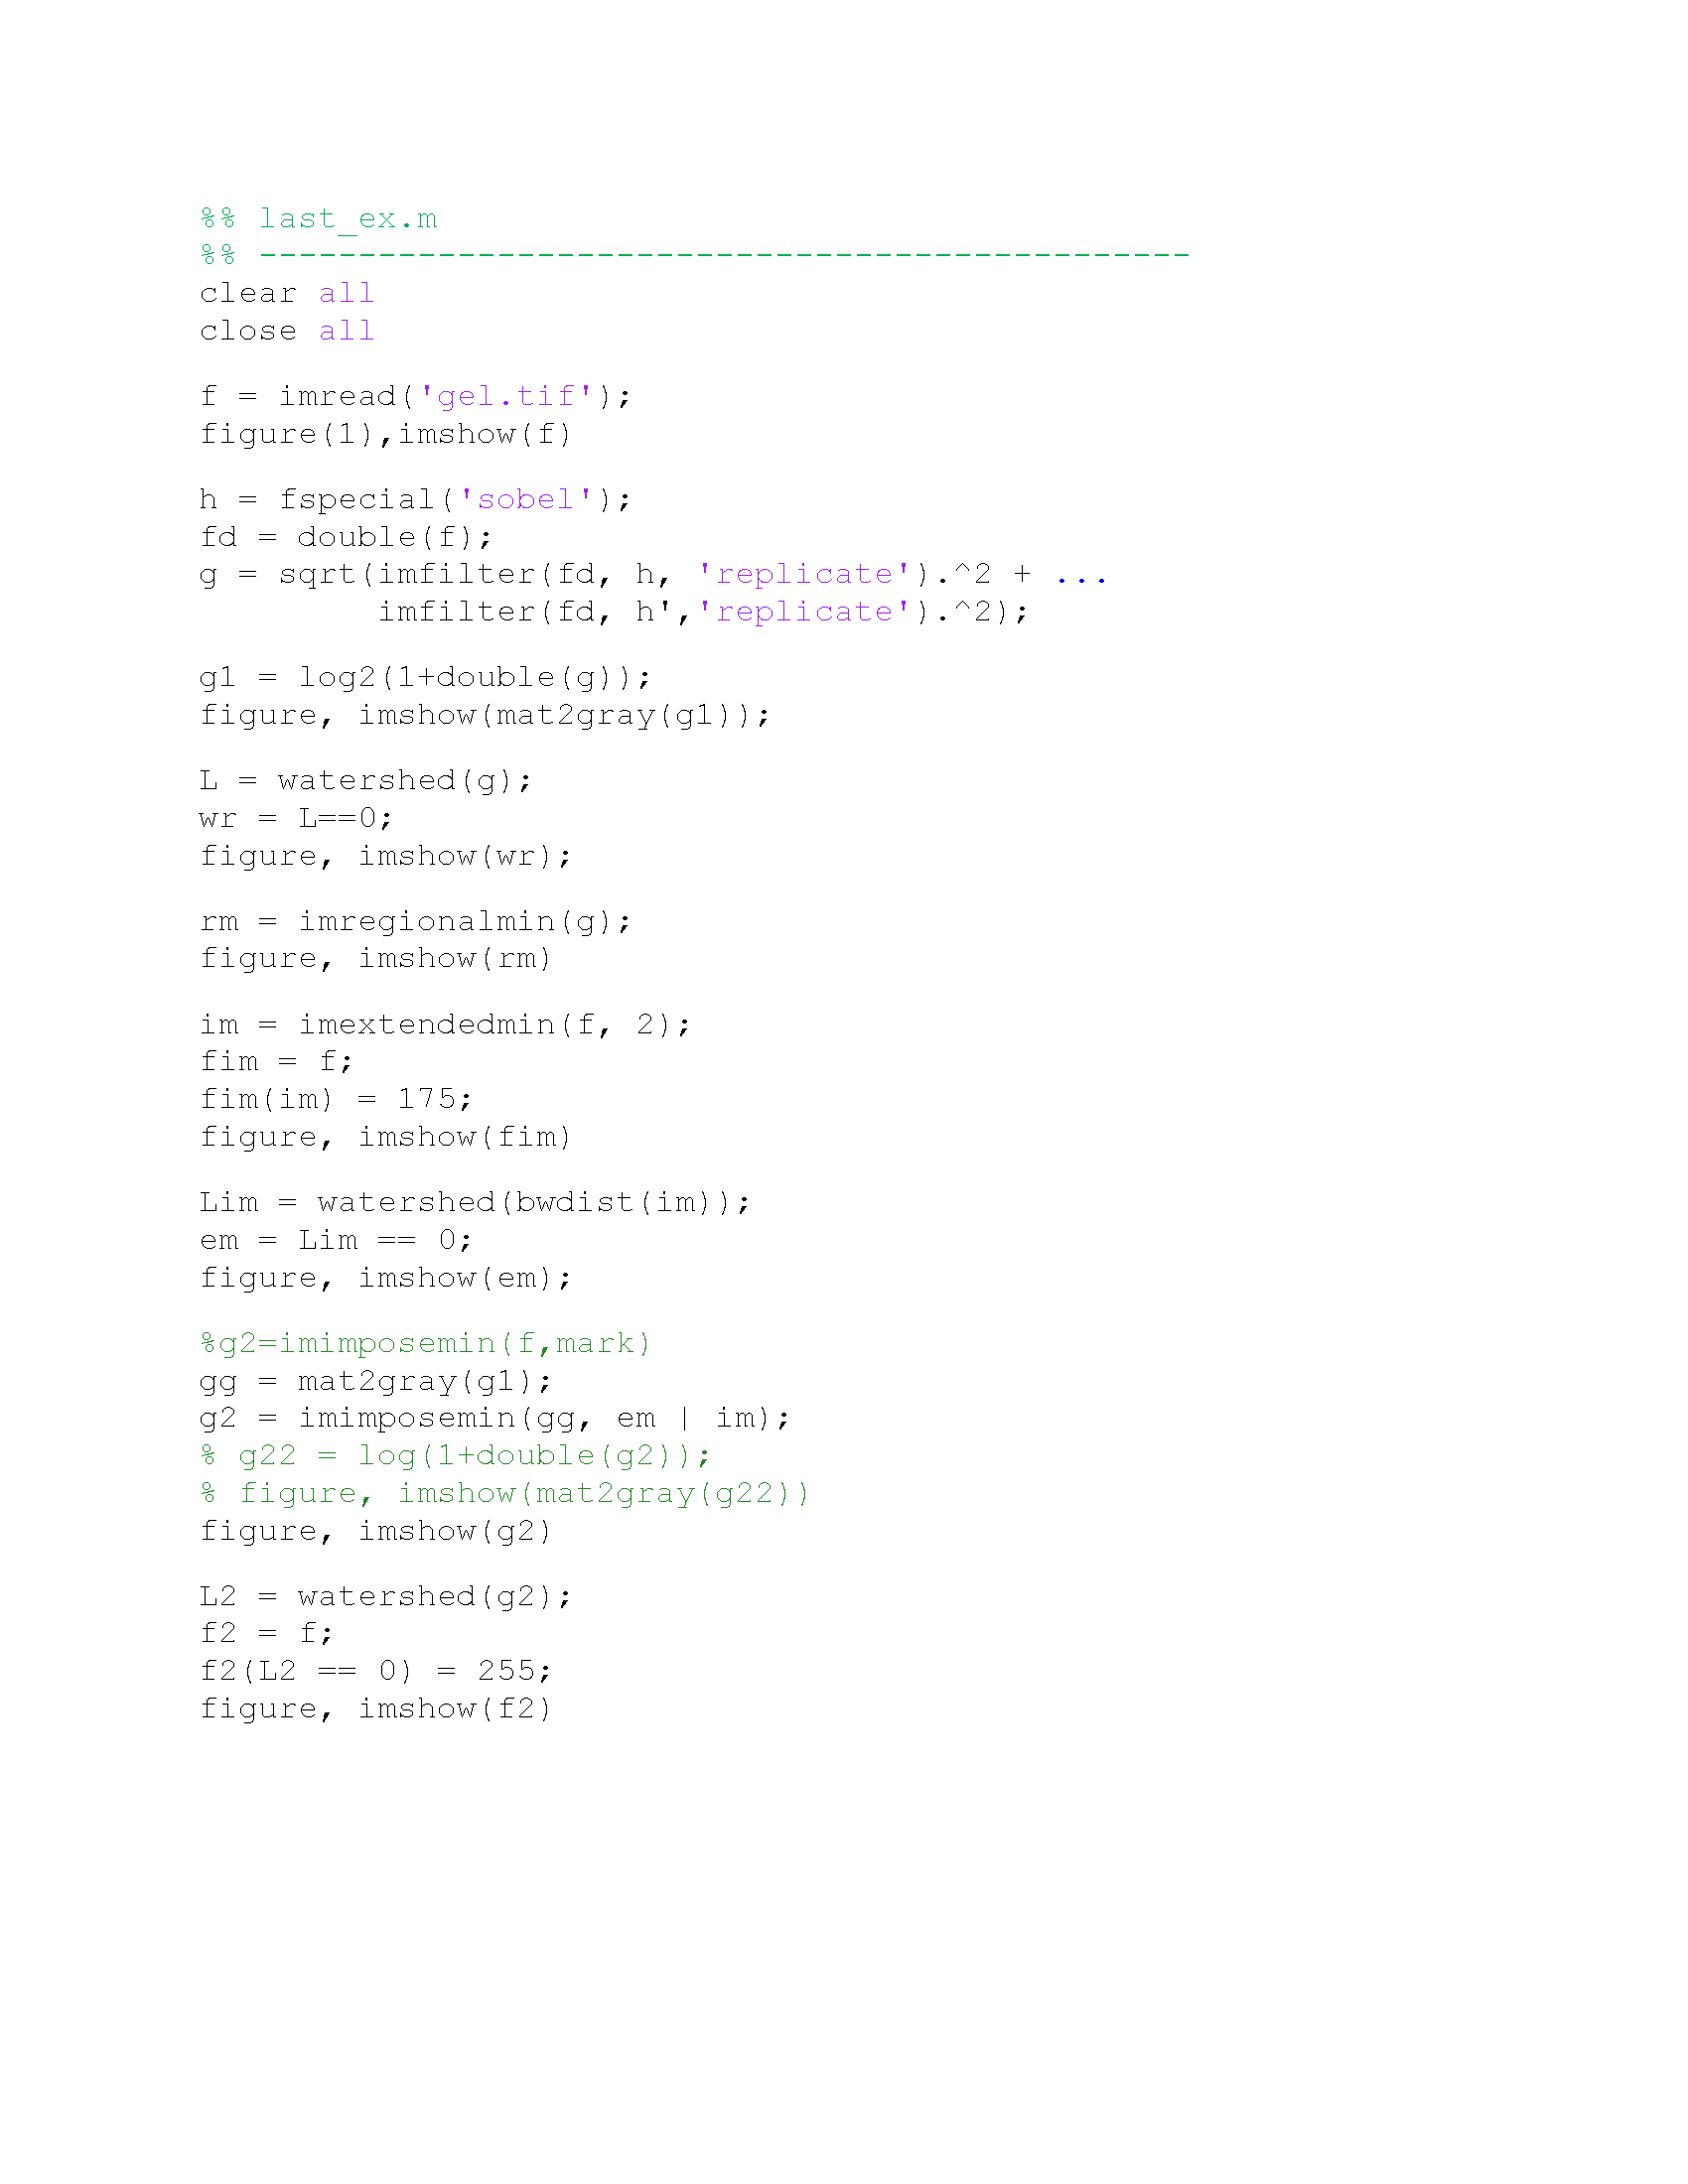 %% last_ex.m
%% -----------------------------------------------
clear all
close all
f = imread('gel.tif');
figure(1),imshow(f)
h = fspecial('sobel');
fd = double(f);
g = sqrt(imfilter(fd, h, 'replicate').^2 + ...
         imfilter(fd, h','replicate').^2);
g1 = log2(1+double(g));
figure, imshow(mat2gray(g1));
L = watershed(g);
wr = L==0;
figure, imshow(wr);
rm = imregionalmin(g);
figure, imshow(rm)
im = imextendedmin(f, 2);
fim = f;
fim(im) = 175;
figure, imshow(fim)
Lim = watershed(bwdist(im));
em = Lim == 0;
figure, imshow(em);
%g2=imimposemin(f,mark)
gg = mat2gray(g1);
g2 = imimposemin(gg, em | im);
% g22 = log(1+double(g2));
% figure, imshow(mat2gray(g22))
figure, imshow(g2)
L2 = watershed(g2);
f2 = f;
f2(L2 == 0) = 255;
figure, imshow(f2)